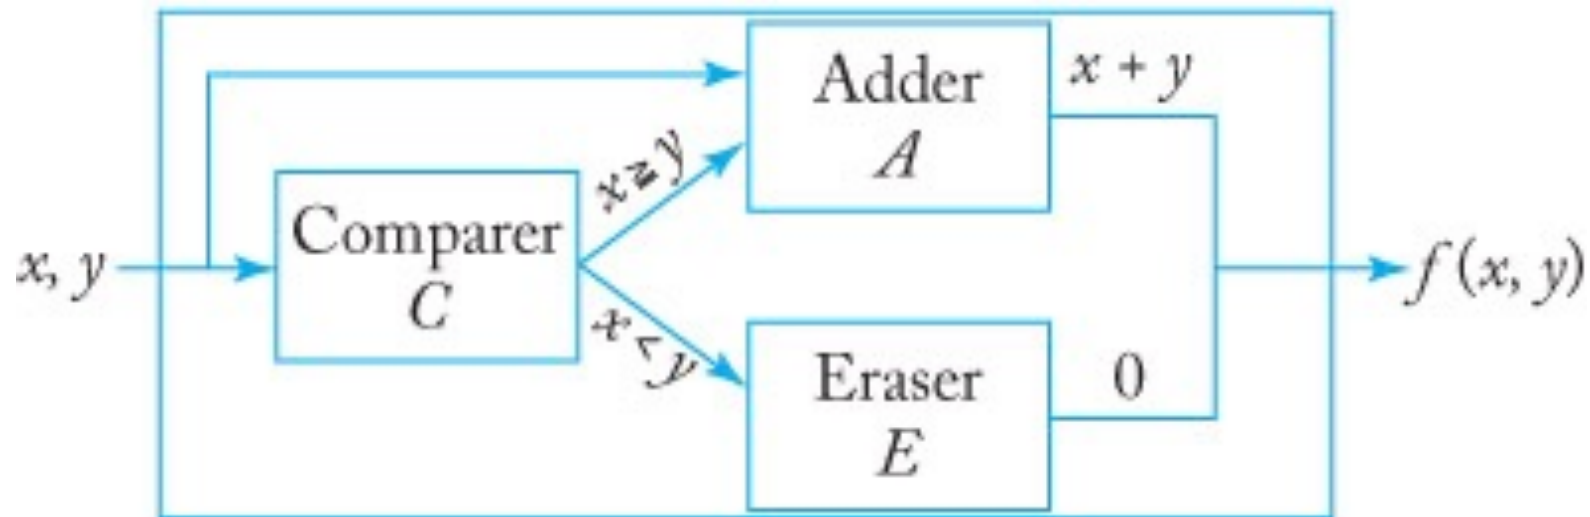 x, y
Comparer
C
x ≥ y
x < y
Adder
A
x + y
Eraser
E
0
f(x, y)